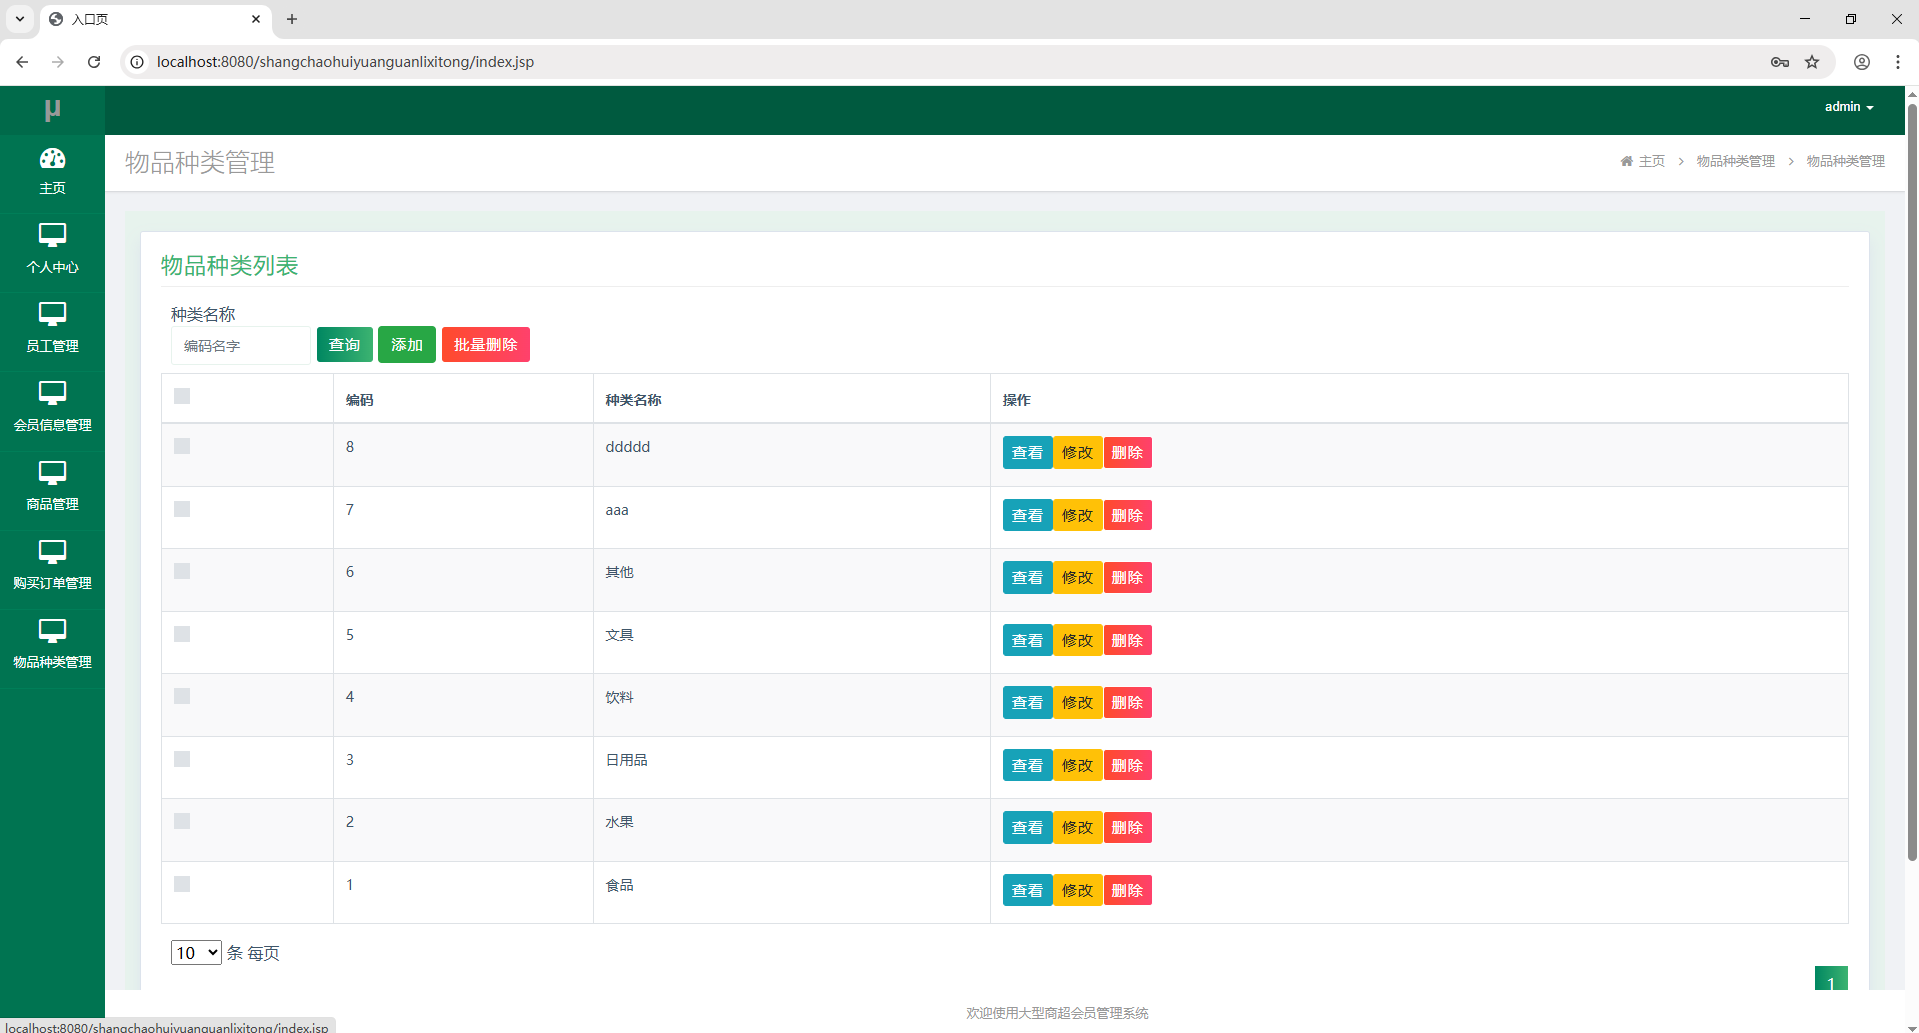 入口页
localhost:8080/shangchaohuiyuanguanlixitong/index.jsp
μ
admin
主页
个人中心
员工管理
会员信息管理
商品管理
购买订单管理
物品种类管理
物品种类管理
主页 > 物品种类管理 > 物品种类管理
物品种类列表
种类名称
编码名字 查询 添加 批量删除
编码 种类名称 操作
8 ddddd 查看 修改 删除
7 aaa 查看 修改 删除
6 其他 查看 修改 删除
5 文具 查看 修改 删除
4 饮料 查看 修改 删除
3 日用品 查看 修改 删除
2 水果 查看 修改 删除
1 食品 查看 修改 删除
10 条 每页
1
欢迎使用大型商超会员管理系统
localhost:8080/shangchaohuiyuanguanlixitong/index.jsp